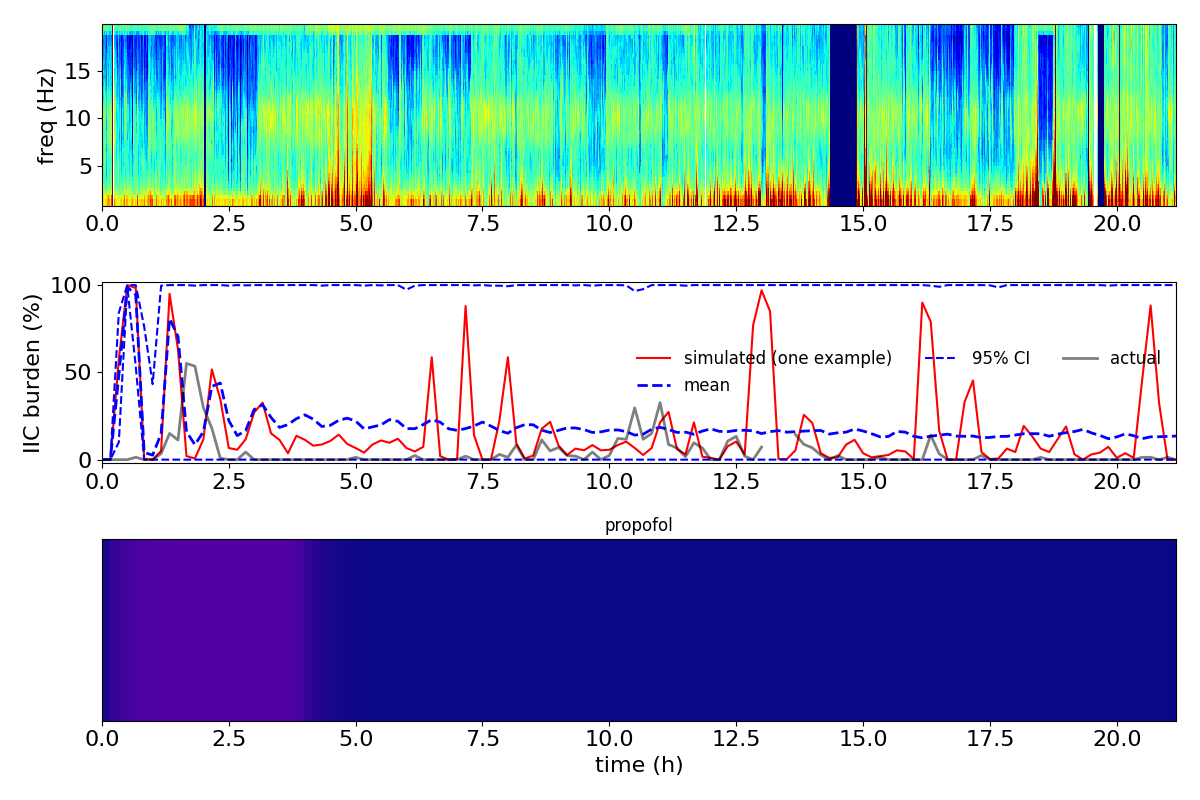 freq (Hz)
15
10
5
0.0 2.5 5.0 7.5 10.0 12.5 15.0 17.5 20.0
IIC burden (%)
100
50
0
simulated (one example) 95% CI actual
mean
0.0 2.5 5.0 7.5 10.0 12.5 15.0 17.5 20.0
propofol
0.0 2.5 5.0 7.5 10.0 12.5 15.0 17.5 20.0
time (h)